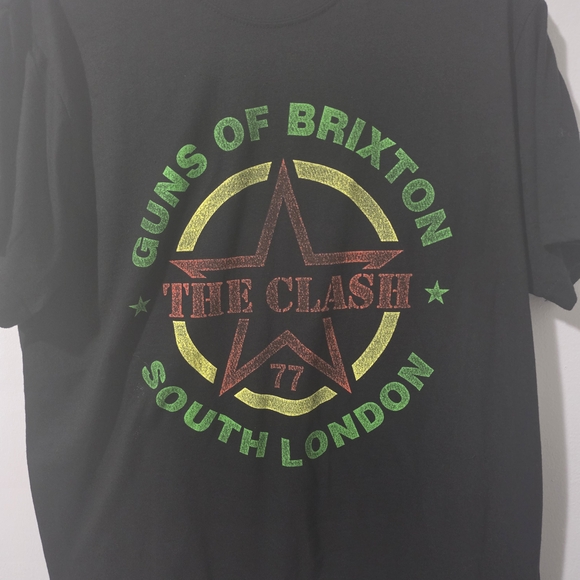 GUNS OF BRIXTON
THE CLASH
77
SOUTH LONDON